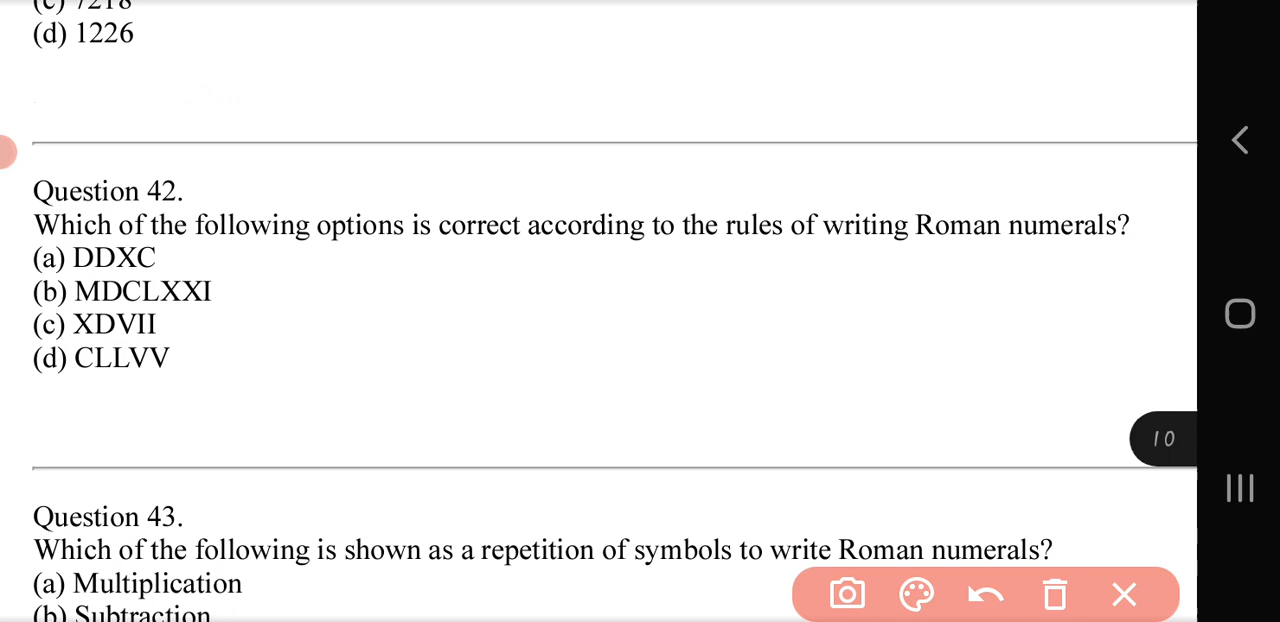 (c) 7218
(d) 1226
Question 42.
Which of the following options is correct according to the rules of writing Roman numerals?
(a) DDXC
(b) MDCLXXI
(c) XDVII
(d) CLLVV
10
Question 43.
Which of the following is shown as a repetition of symbols to write Roman numerals?
(a) Multiplication
(b) Subtraction